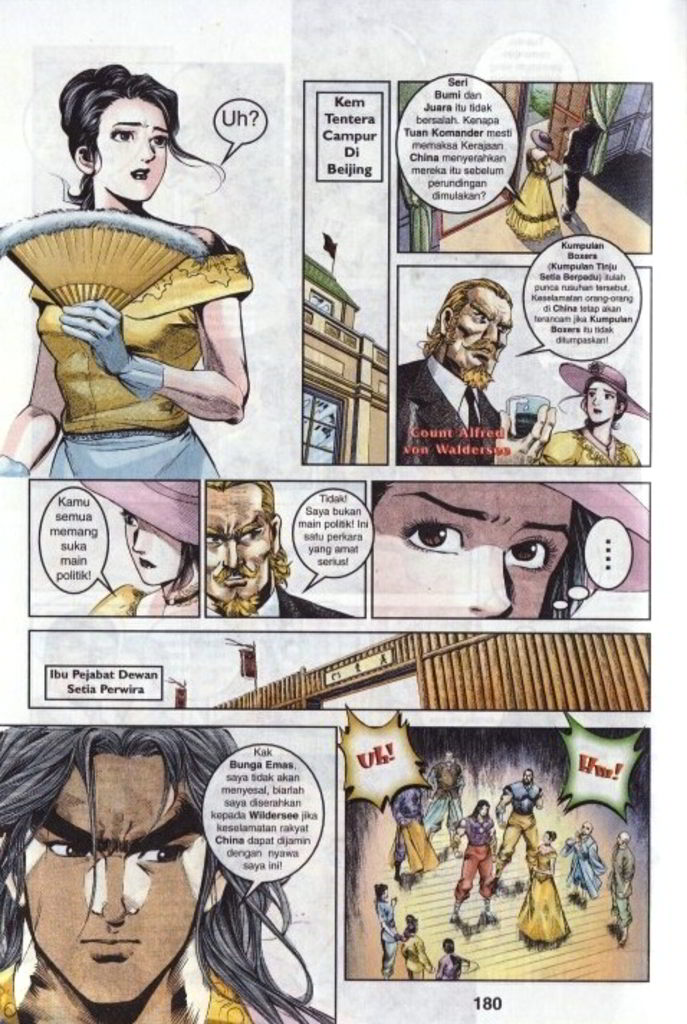 Uh?
Kem
Tentera
Campur
Di
Beijing
Seri
Bumi dan
Juara itu tidak
bersalah. Kenapa
Tuan Komander mesti
memaksa Kerajaan
China menyerahkan
mereka itu sebelum
perundingan
dimulakan?
Kumpulan
Boxers
(Kumpulan Tinju
Setia Berpadu) itulah
punca rusuhan tersebut.
Keselamatan orang-orang
di China tetap akan
terancam jika Kumpulan
Boxers itu tidak
ditumpaskan!
Count Alfred
von Waldersee
Kamu
semua
memang
suka
main
politik!
Tidak!
Saya bukan
main politik! Ini
satu perkara
yang amat
serius!
....
Ibu Pejabat Dewan
Setia Perwira
Kak
Bunga Emas,
saya tidak akan
menyesal, biarlah
saya diserahkan
kepada Wildersee jika
keselamatan rakyat
China dapat dijamin
dengan nyawa
saya ini!
Uh!
Hm!
180